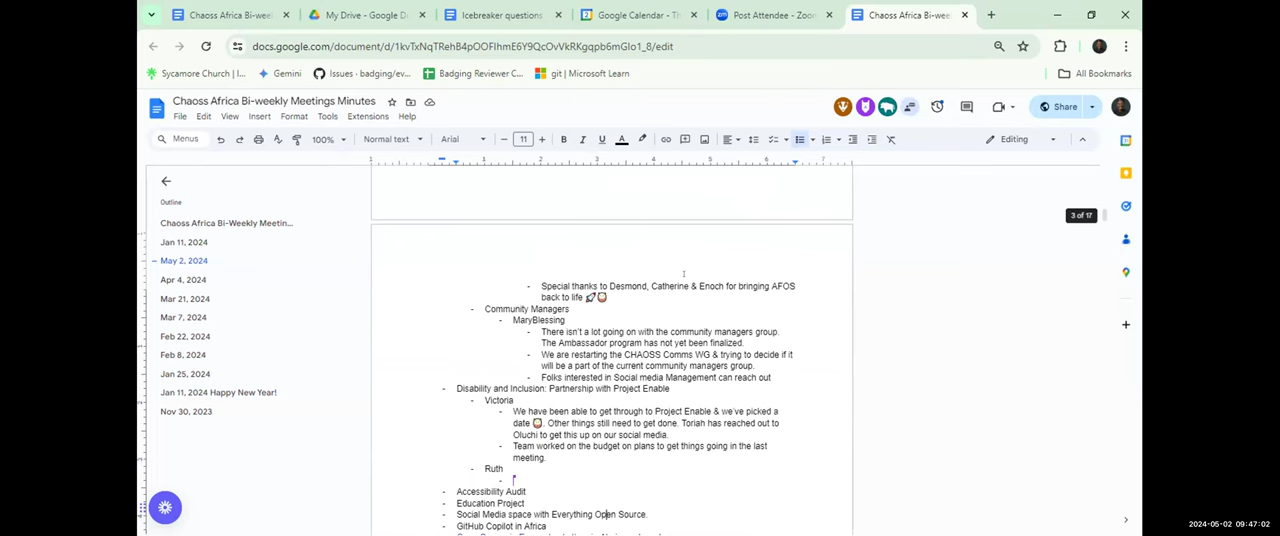 Chaoss Africa Bi-week
My Drive - Google D
Icebreaker questions
Google Calendar - Th
Post Attendee - Zoom
Chaoss Africa Bi-wee
docs.google.com/document/d/1kvTxNqTRehB4pOOFIhmE6Y9QcOvVkRKgqpb6mGlo1_8/edit
Sycamore Church | I...
Gemini
Issues · badging/ev...
Badging Reviewer C...
git | Microsoft Learn
All Bookmarks
Chaoss Africa Bi-weekly Meetings Minutes
File Edit View Insert Format Tools Extensions Help
Share
Menus
100%
Normal text
Arial
11
Editing
1 1 2 3 4 5 6 7
3 of 17
Outline
Chaoss Africa Bi-Weekly Meetin...
Jan 11, 2024
May 2, 2024
Apr 4, 2024
Mar 21, 2024
Mar 7, 2024
Feb 22, 2024
Feb 8, 2024
Jan 25, 2024
Jan 11, 2024 Happy New Year!
Nov 30, 2023
- Special thanks to Desmond, Catherine & Enoch for bringing AFOS
back to life
- Community Managers
- MaryBlessing
- There isn't a lot going on with the community managers group.
The Ambassador program has not yet been finalized.
- We are restarting the CHAOSS Comms WG & trying to decide if it
will be a part of the current community managers group.
- Folks interested in Social media Management can reach out
- Disability and Inclusion: Partnership with Project Enable
- Victoria
- We have been able to get through to Project Enable & we've picked a
date. Other things still need to get done. Toriah has reached out to
Oluchi to get this up on our social media.
- Team worked on the budget on plans to get things going in the last
meeting.
- Ruth
-
- Accessibility Audit
- Education Project
- Social Media space with Everything Open Source.
- GitHub Copilot in Africa
2024-05-02 09:47:02